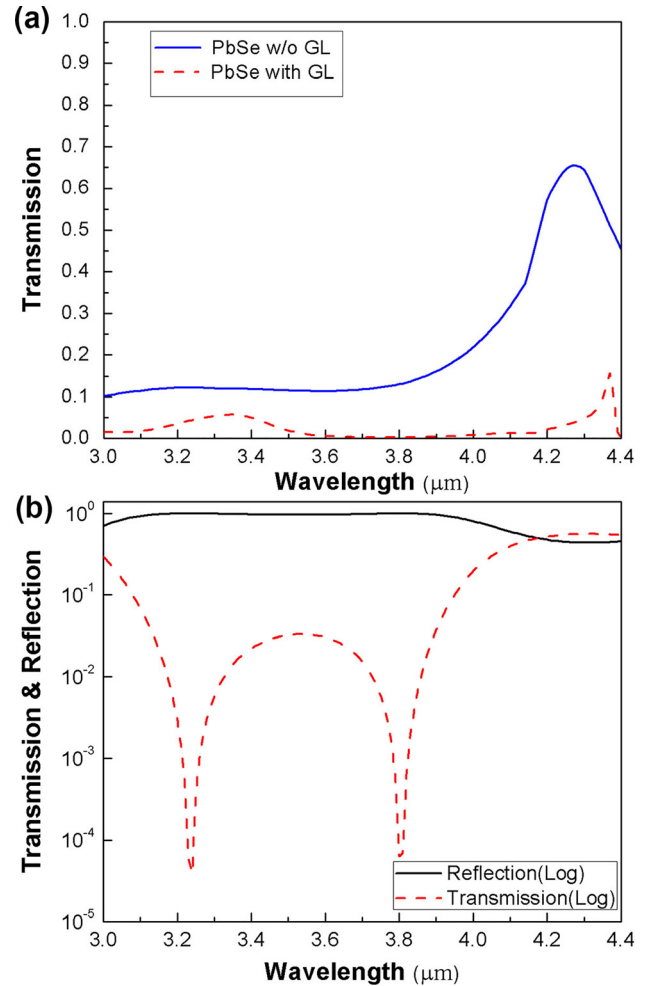 (a)
1.0
0.9
0.8
0.7
0.6
0.5
0.4
0.3
0.2
0.1
0.0
Transmission
PbSe w/o GL
PbSe with GL
3.0 3.2 3.4 3.6 3.8 4.0 4.2 4.4
Wavelength (μm)
(b)
10⁰
10⁻¹
10⁻²
10⁻³
10⁻⁴
10⁻⁵
Transmission & Reflection
Reflection(Log)
Transmission(Log)
3.0 3.2 3.4 3.6 3.8 4.0 4.2 4.4
Wavelength (μm)